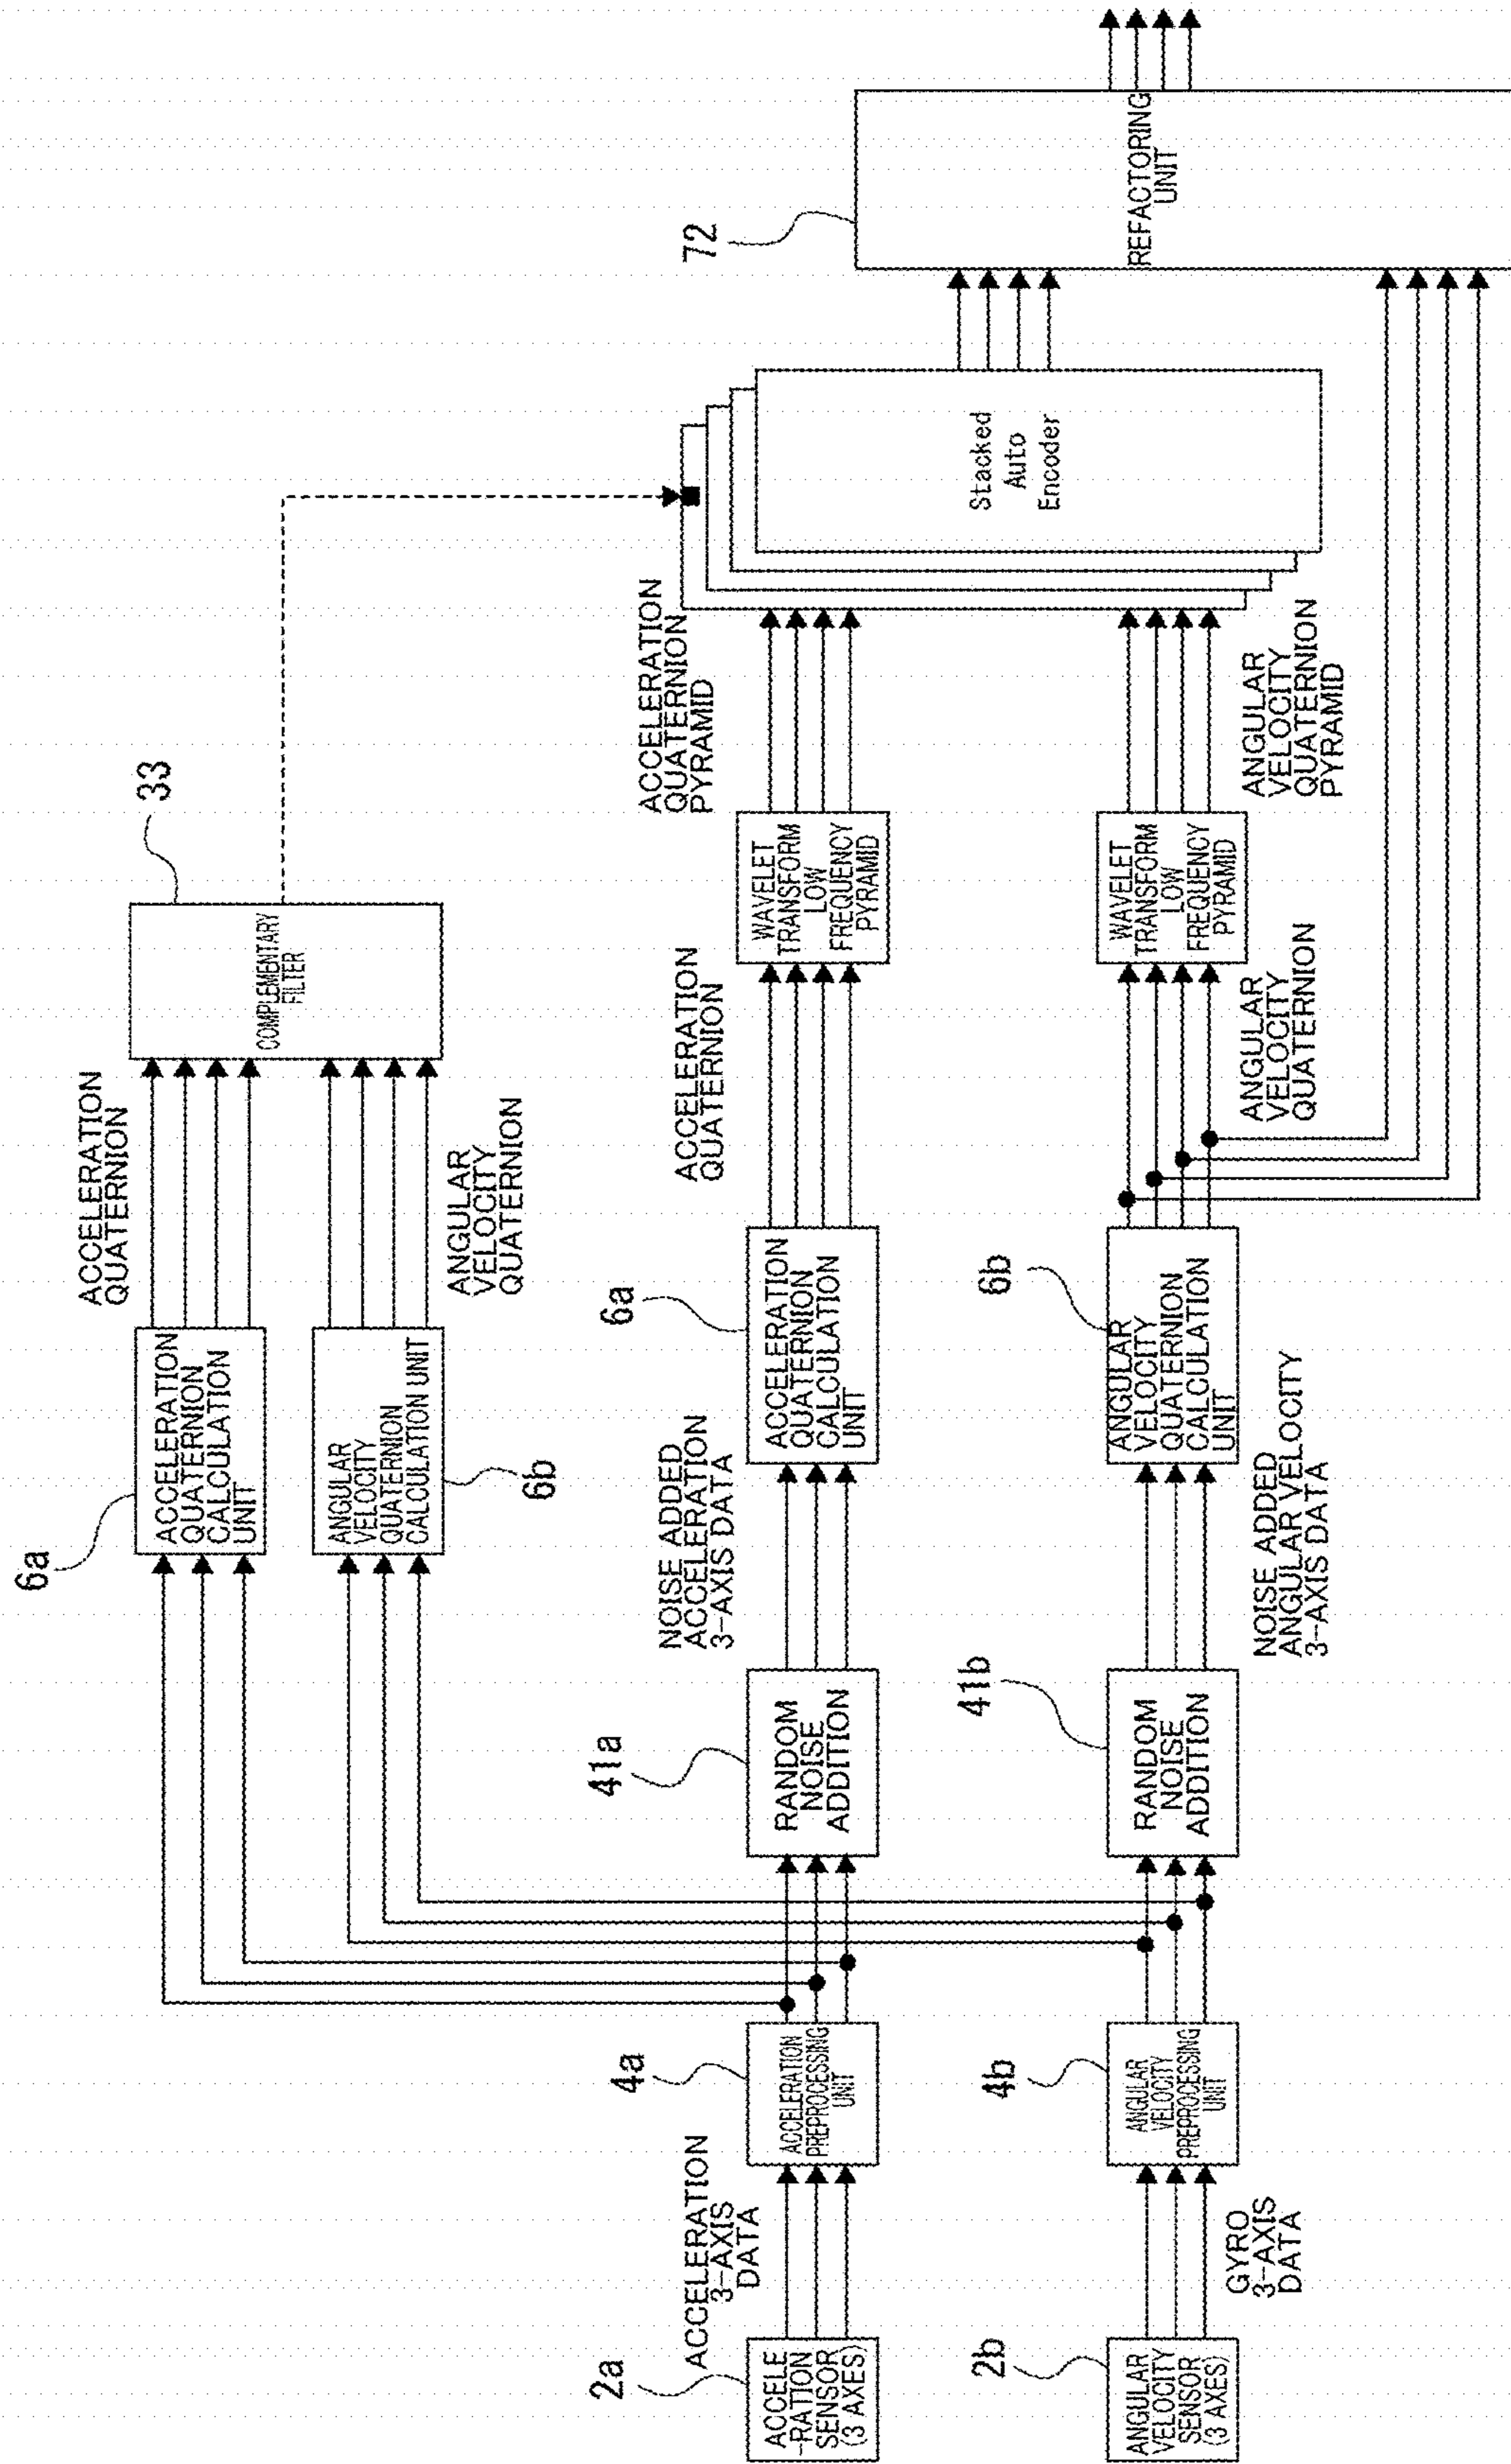 6a
ACCELERATION
QUATERNION
CALCULATION
UNIT
ACCELERATION
QUATERNION
ANGULAR
VELOCITY
QUATERNION
CALCULATION UNIT
6b
ANGULAR
VELOCITY
QUATERNION
COMPLEMENTARY
FILTER
33
2a
ACCELE
-RATION
SENSOR
(3 AXES)
ACCELERATION
3-AXIS
DATA
4a
ACCELERATION
PREPROCESSING
UNIT
41a
RANDOM
NOISE
ADDITION
NOISE ADDED
ACCELERATION
3-AXIS DATA
6a
ACCELERATION
QUATERNION
CALCULATION
UNIT
ACCELERATION
QUATERNION
WAVELET
TRANSFORM
LOW
FREQUENCY
PYRAMID
ACCELERATION
QUATERNION
PYRAMID
Stacked
Auto
Encoder
72
REFACTORING
UNIT
2b
ANGULAR
VELOCITY
SENSOR
(3 AXES)
GYRO
3-AXIS
DATA
4b
ANGULAR
VELOCITY
PREPROCESSING
UNIT
41b
RANDOM
NOISE
ADDITION
NOISE ADDED
ANGULAR VELOCITY
3-AXIS DATA
6b
ANGULAR
VELOCITY
QUATERNION
CALCULATION
UNIT
ANGULAR
VELOCITY
QUATERNION
WAVELET
TRANSFORM
LOW
FREQUENCY
PYRAMID
ANGULAR
VELOCITY
QUATERNION
PYRAMID